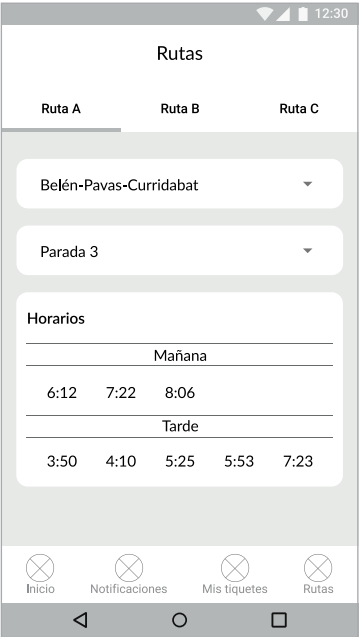 12:30
Rutas
Ruta A Ruta B Ruta C
Belén-Pavas-Curridabat
Parada 3
Horarios
Mañana
6:12 7:22 8:06
Tarde
3:50 4:10 5:25 5:53 7:23
Inicio Notificaciones Mis tiquetes Rutas